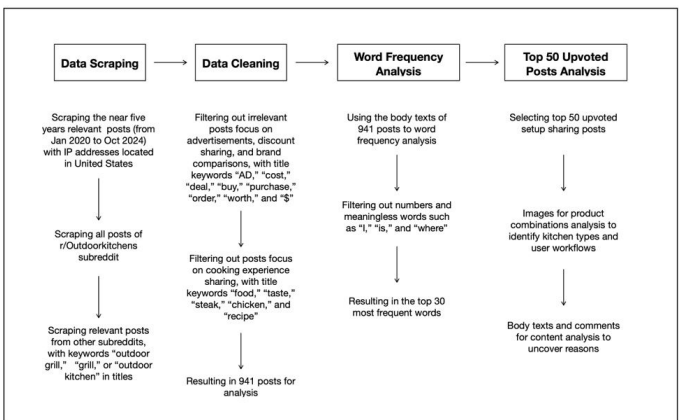 Data Scraping
Data Cleaning
Word Frequency
Analysis
Top 50 Upvoted
Posts Analysis
Scraping the near five
years relevant posts (from
Jan 2020 to Oct 2024)
with IP addresses located
in United States
Scraping all posts of
r/Outdoorkitchens
subreddit
Scraping relevant posts
from other subreddits,
with keywords “outdoor
grill,” “grill,” or “outdoor
kitchen” in titles
Filtering out irrelevant
posts focus on
advertisements, discount
sharing, and brand
comparisons, with title
keywords “AD,” “cost,”
“deal,” “buy,” “purchase,”
“order,” “worth,” and “$”
Filtering out posts focus
on cooking experience
sharing, with title
keywords “food,” “taste,”
“steak,” “chicken,” and
“recipe”
Resulting in 941 posts for
analysis
Using the body texts of
941 posts to word
frequency analysis
Filtering out numbers and
meaningless words such
as “I,” “is,” and “where”
Resulting in the top 30
most frequent words
Selecting top 50 upvoted
setup sharing posts
Images for product
combinations analysis to
identify kitchen types and
user workflows
Body texts and comments
for content analysis to
uncover reasons